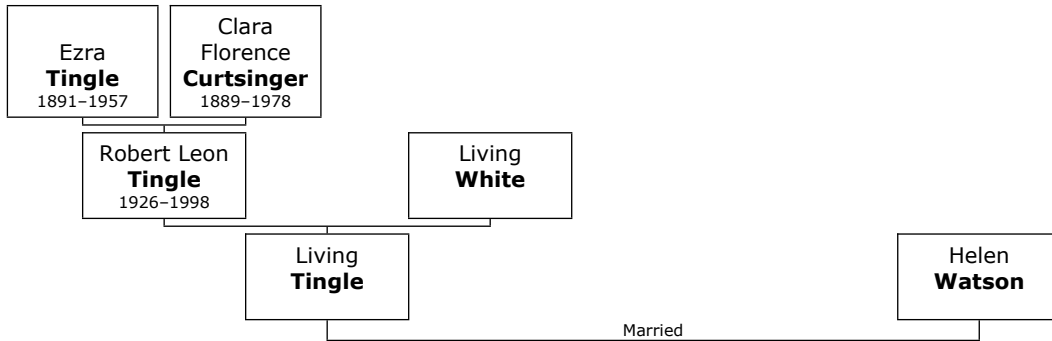 Ezra
Tingle
1891–1957
Clara
Florence
Curtsinger
1889–1978
Robert Leon
Tingle
1926–1998
Living
White
Living
Tingle
Helen
Watson
Married